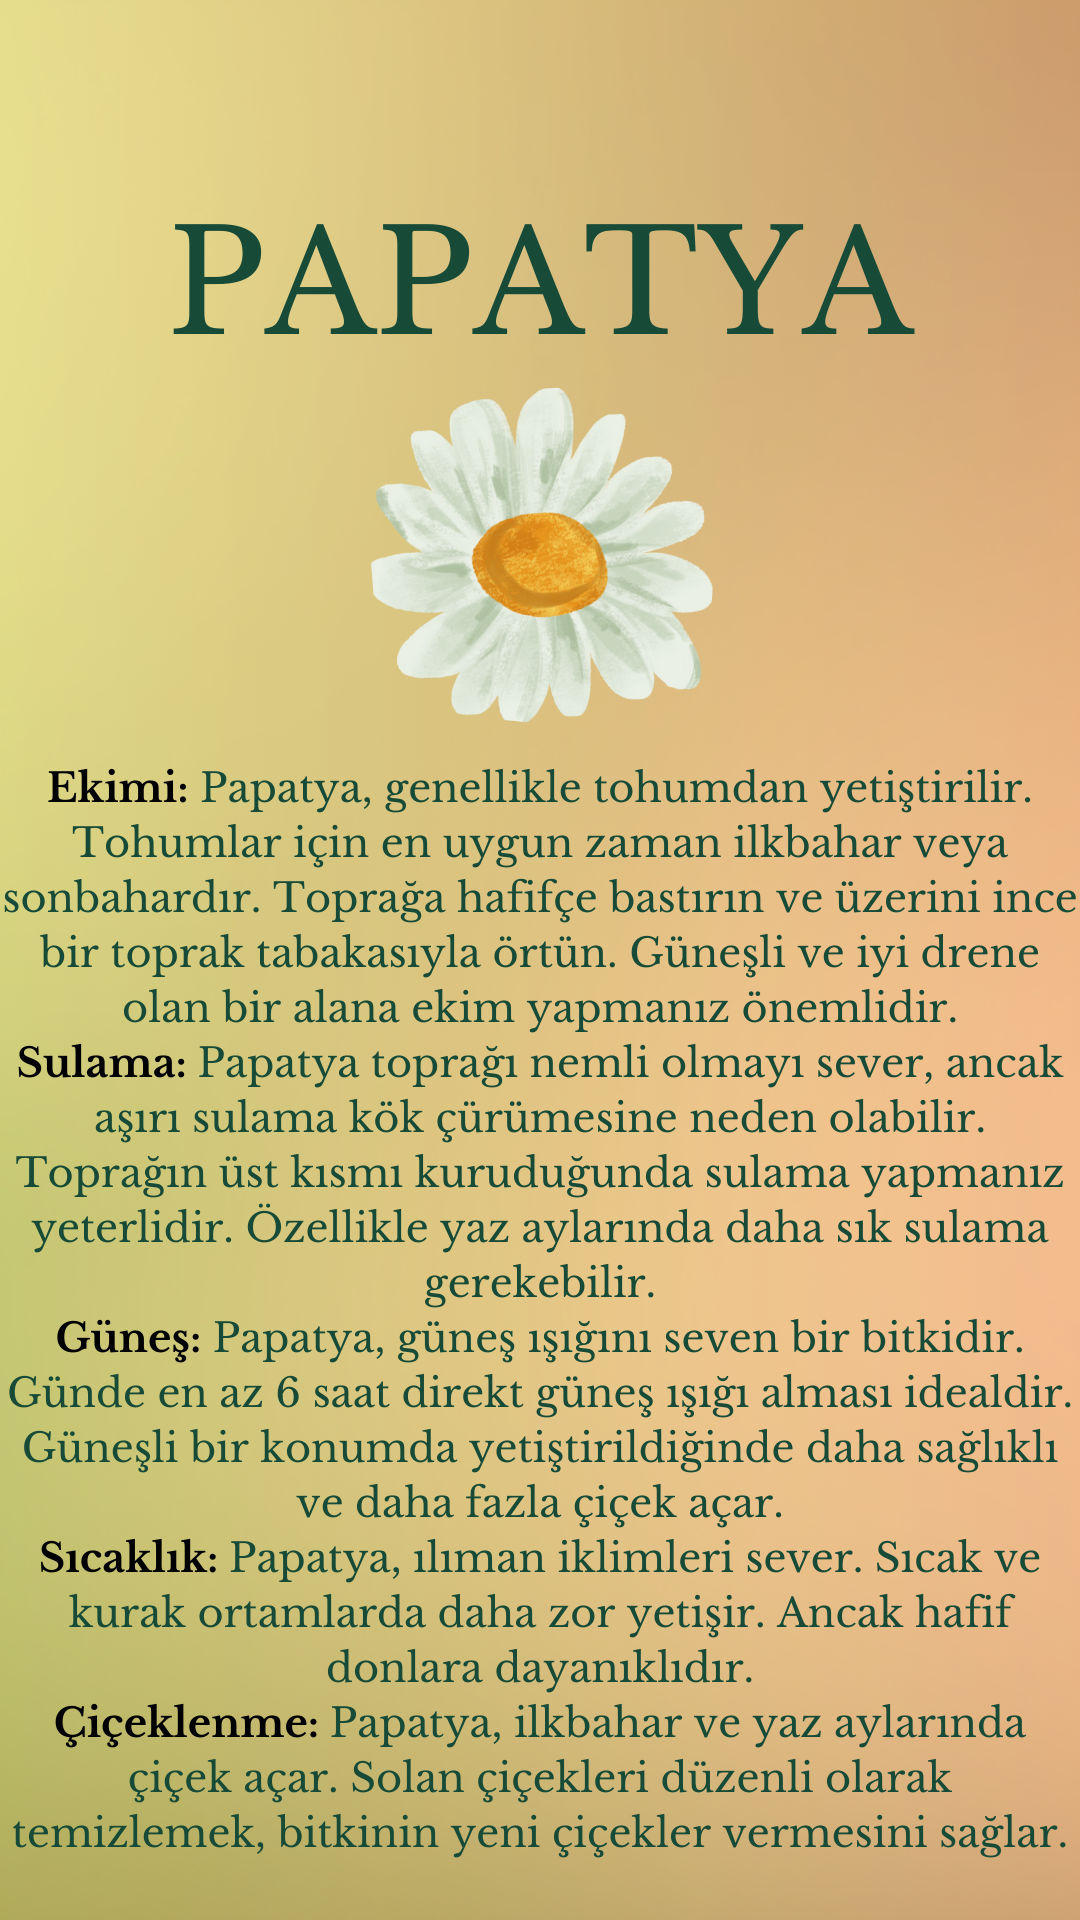 PAPATYA
Ekimi: Papatya, genellikle tohumdan yetiştirilir.
Tohumlar için en uygun zaman ilkbahar veya
sonbahardır. Toprağa hafifçe bastırın ve üzerini ince
bir toprak tabakasıyla örtün. Güneşli ve iyi drene
olan bir alana ekim yapmanız önemlidir.
Sulama: Papatya toprağı nemli olmayı sever, ancak
aşırı sulama kök çürümesine neden olabilir.
Toprağın üst kısmı kuruduğunda sulama yapmanız
yeterlidir. Özellikle yaz aylarında daha sık sulama
gerekebilir.
Güneş: Papatya, güneş ışığını seven bir bitkidir.
Günde en az 6 saat direkt güneş ışığı alması idealdir.
Güneşli bir konumda yetiştirildiğinde daha sağlıklı
ve daha fazla çiçek açar.
Sıcaklık: Papatya, ılıman iklimleri sever. Sıcak ve
kurak ortamlarda daha zor yetişir. Ancak hafif
donlara dayanıklıdır.
Çiçeklenme: Papatya, ilkbahar ve yaz aylarında
çiçek açar. Solan çiçekleri düzenli olarak
temizlemek, bitkinin yeni çiçekler vermesini sağlar.